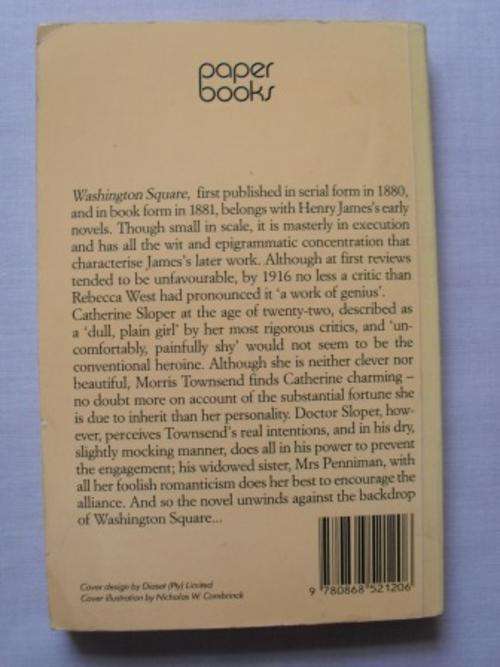 paper
books
Washington Square, first published in serial form in 1880,
and in book form in 1881, belongs with Henry James's early
novels. Though small in scale, it is masterly in execution
and has all the wit and epigrammatic concentration that
characterise James's later work. Although at first reviews
tended to be unfavourable, by 1916 no less a critic than
Rebecca West had pronounced it 'a work of genius'.
Catherine Sloper at the age of twenty-two, described as
a 'dull, plain girl' by her most rigorous critics, and 'un-
comfortably, painfully shy' would not seem to be the
conventional heroine. Although she is neither clever nor
beautiful, Morris Townsend finds Catherine charming –
no doubt more on account of the substantial fortune she
is due to inherit than her personality. Doctor Sloper, how-
ever, perceives Townsend's real intentions, and in his dry,
slightly mocking manner, does all in his power to prevent
the engagement; his widowed sister, Mrs Penniman, with
all her foolish romanticism does her best to encourage the
alliance. And so the novel unwinds against the backdrop
of Washington Square...
Cover design by Diaset (Pty) Limited
Cover illustration by Nicholas W. Combrinck
9 780868 521206